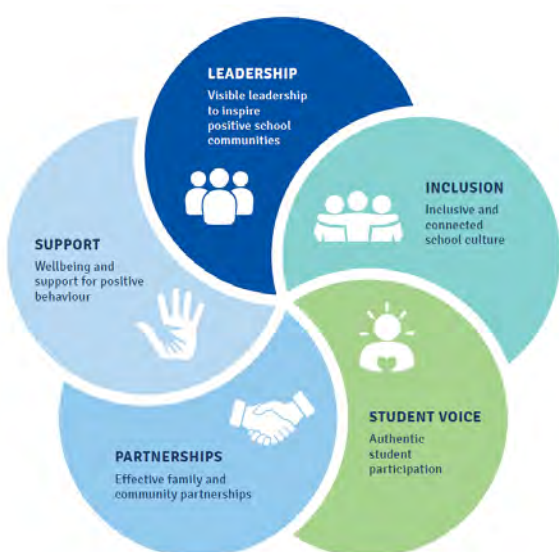 LEADERSHIP
Visible leadership
to inspire
positive school
communities
INCLUSION
Inclusive and
connected
school culture
STUDENT VOICE
Authentic
student
participation
PARTNERSHIPS
Effective family and
community partnerships
SUPPORT
Wellbeing and
support for positive
behaviour